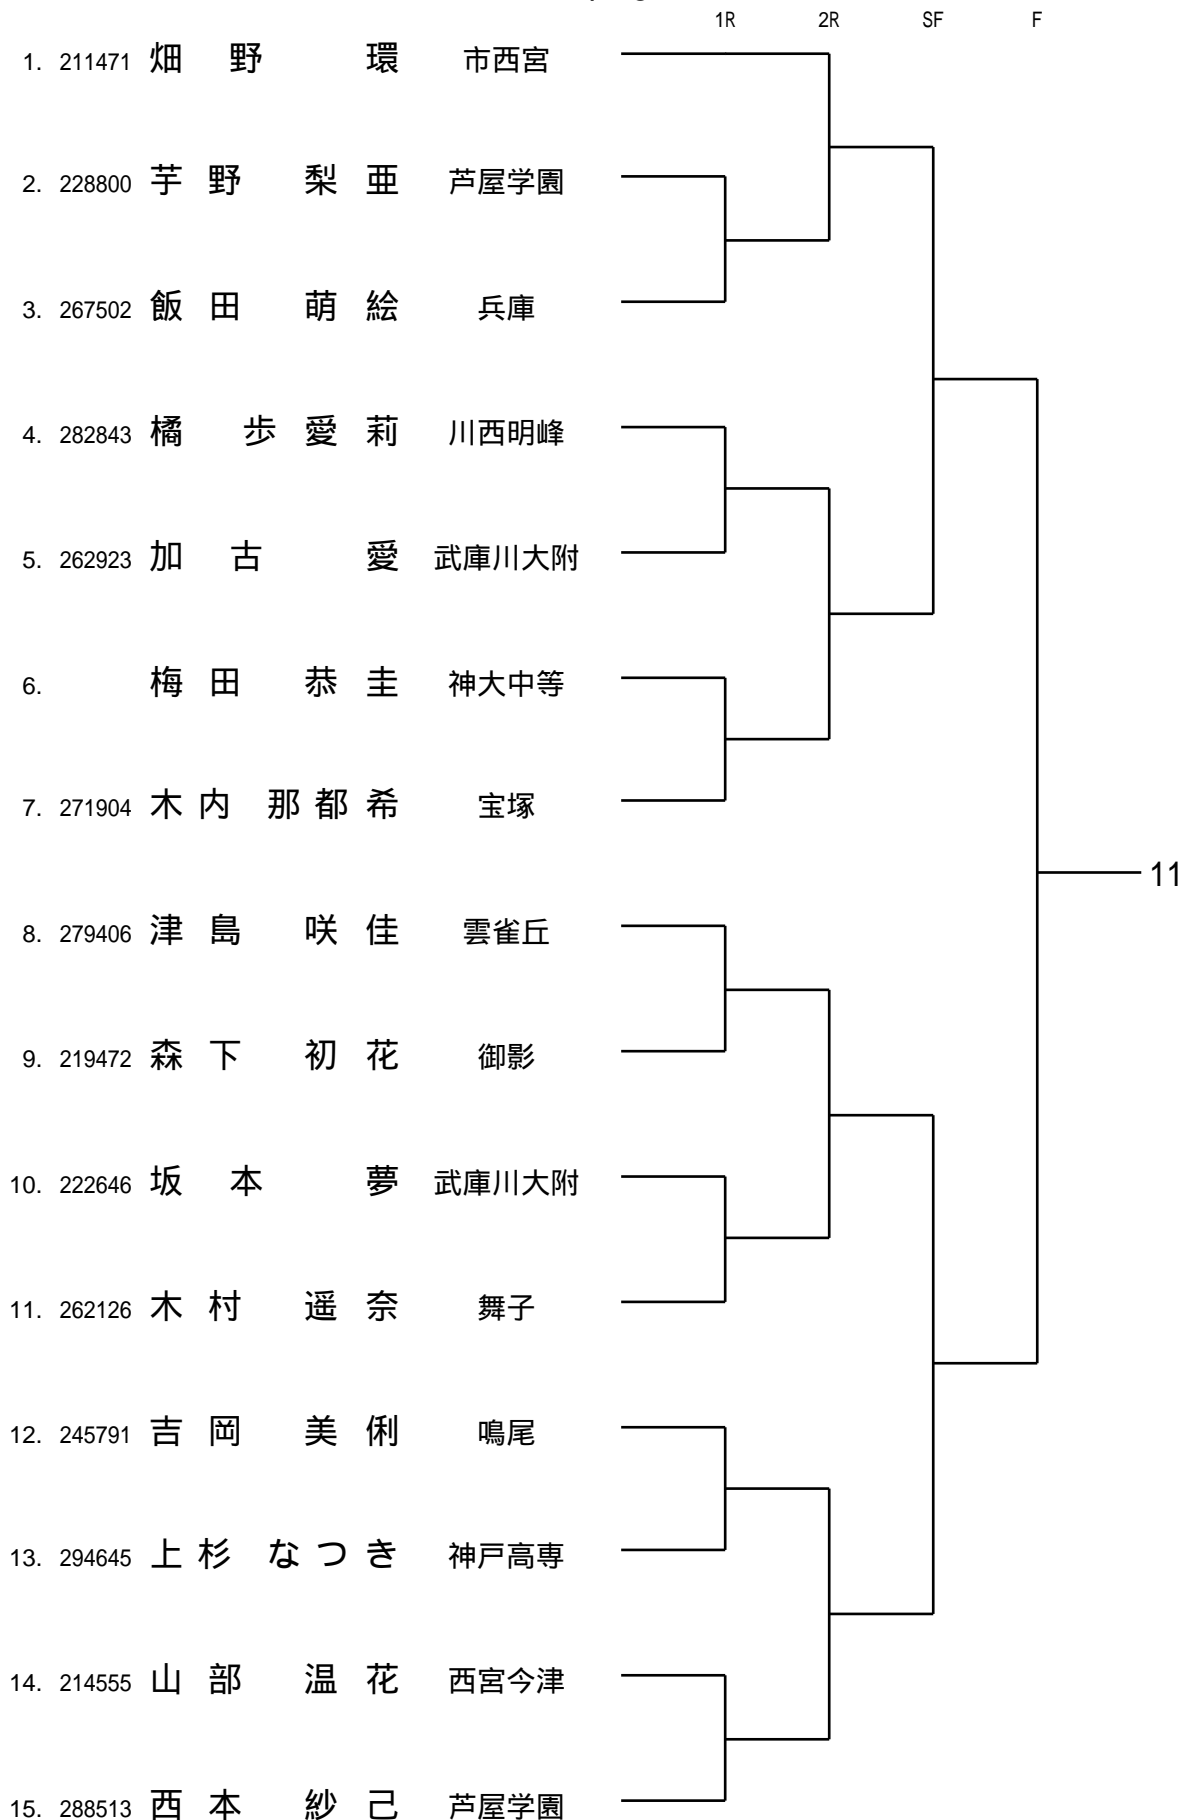 1R 2R SF F
1. 211471 畑 野 環 市西宮
2. 228800 芋 野 梨 亜 芦屋学園
3. 267502 飯 田 萌 絵 兵庫
4. 282843 橘 歩 愛 莉 川西明峰
5. 262923 加 古 愛 武庫川大附
6. 梅 田 恭 圭 神大中等
7. 271904 木 内 那 都 希 宝塚
11
8. 279406 津 島 咲 佳 雲雀丘
9. 219472 森 下 初 花 御影
10. 222646 坂 本 夢 武庫川大附
11. 262126 木 村 遥 奈 舞子
12. 245791 吉 岡 美 俐 鳴尾
13. 294645 上 杉 な つ き 神戸高専
14. 214555 山 部 温 花 西宮今津
15. 288513 西 本 紗 己 芦屋学園